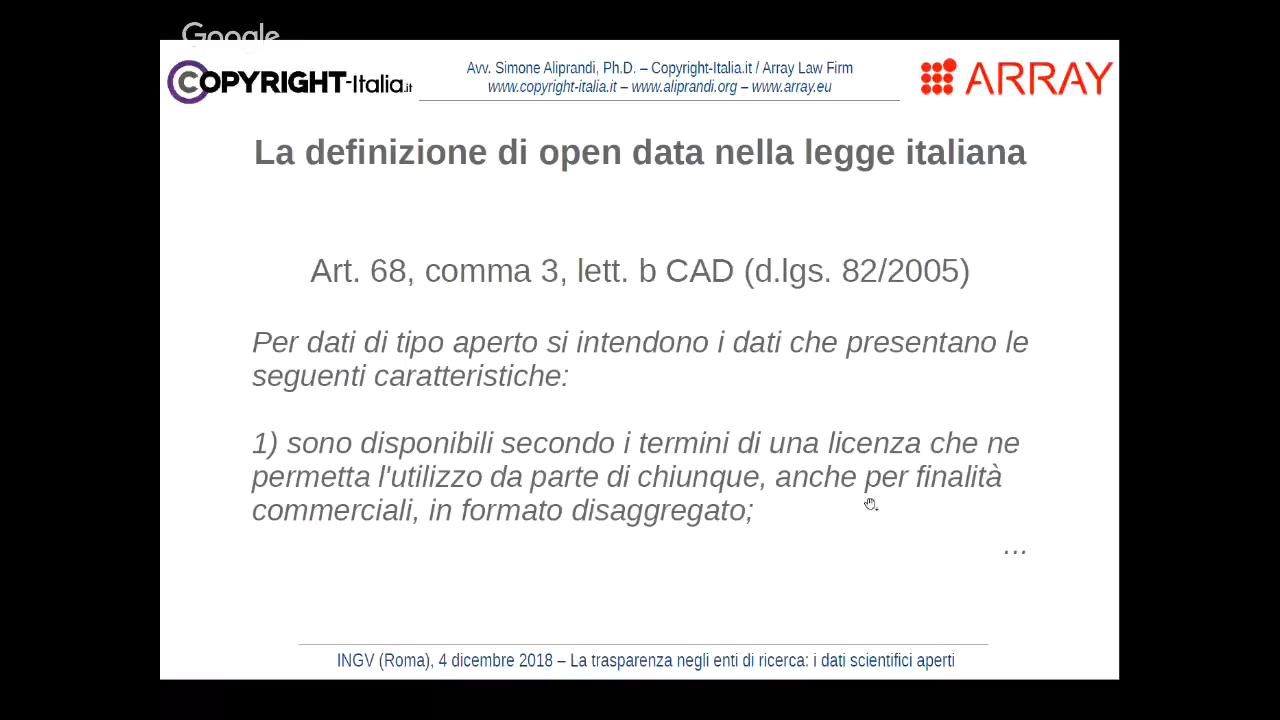 Google
COPYRIGHT-Italia.it
Avv. Simone Aliprandi, Ph.D. – Copyright-Italia.it / Array Law Firm
www.copyright-italia.it – www.aliprandi.org – www.array.eu
ARRAY
La definizione di open data nella legge italiana
Art. 68, comma 3, lett. b CAD (d.lgs. 82/2005)
Per dati di tipo aperto si intendono i dati che presentano le
seguenti caratteristiche:
1) sono disponibili secondo i termini di una licenza che ne
permetta l'utilizzo da parte di chiunque, anche per finalità
commerciali, in formato disaggregato;
...
INGV (Roma), 4 dicembre 2018 – La trasparenza negli enti di ricerca: i dati scientifici aperti